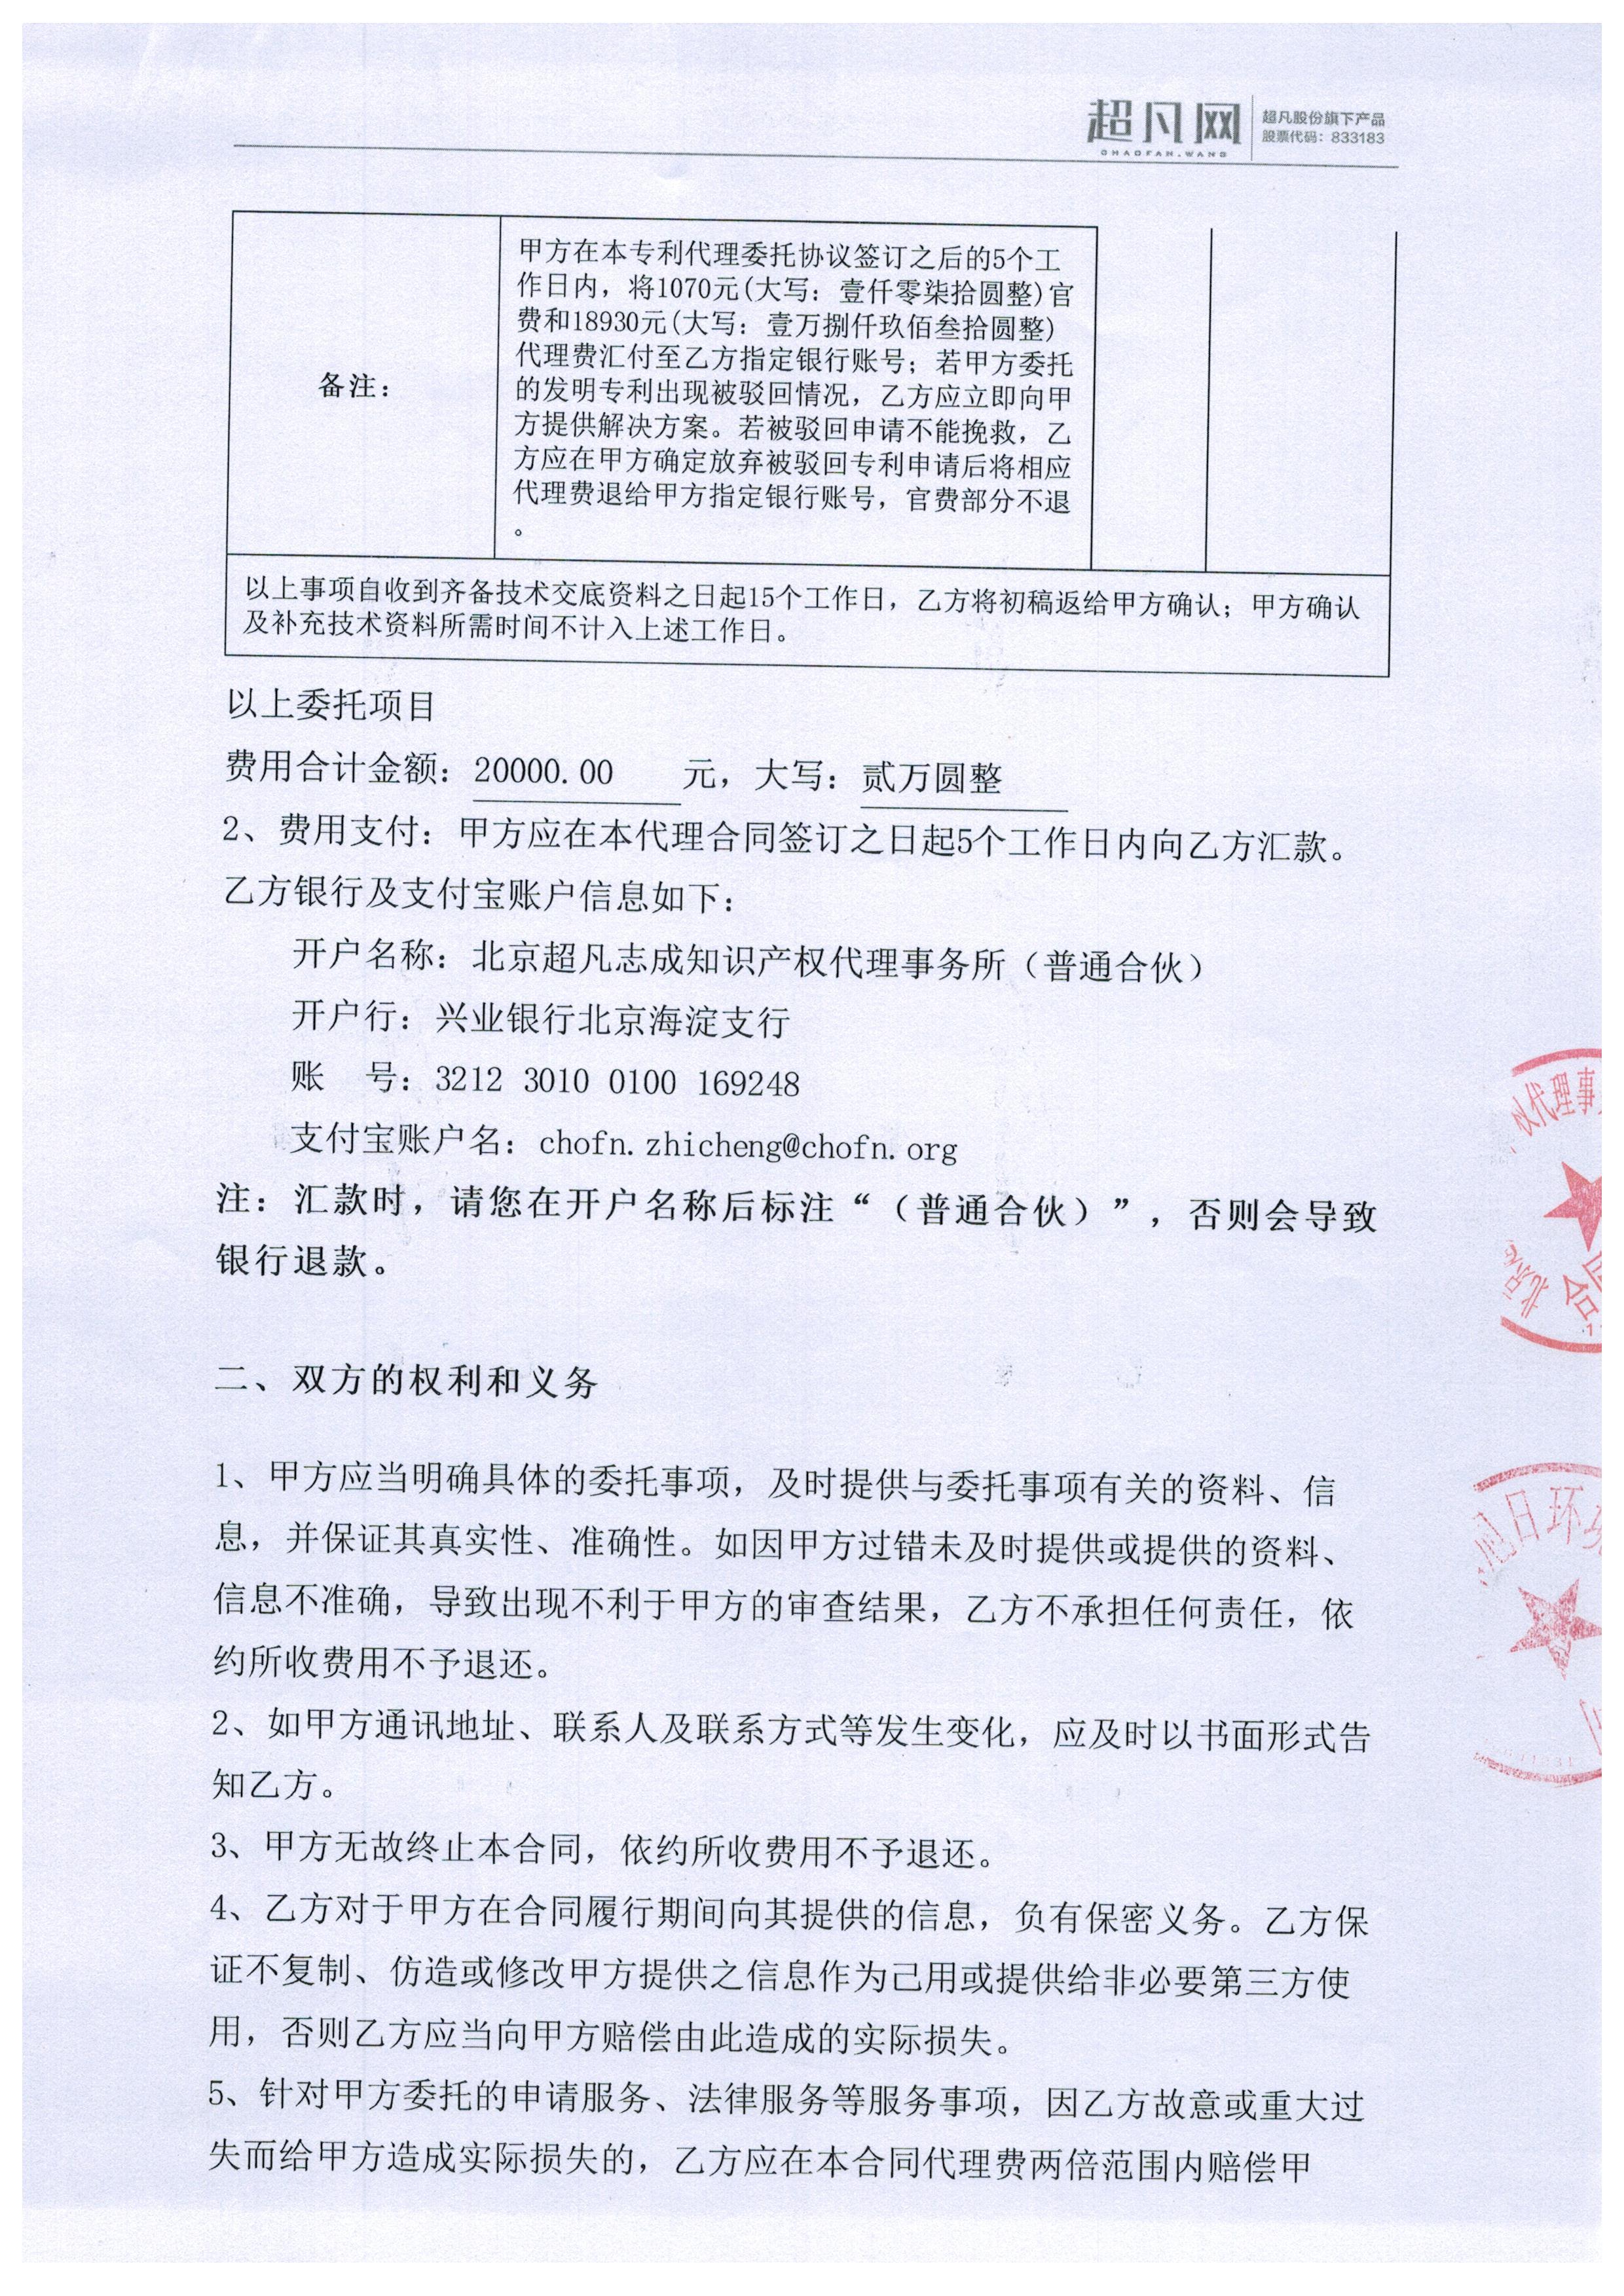 超凡网
CHAOFAN.WANG
超凡股份旗下产品
股票代码：833183
备注：
甲方在本专利代理委托协议签订之后的5个工
作日内，将1070元(大写：壹仟零柒拾圆整)官
费和18930元(大写：壹万捌仟玖佰叁拾圆整)
代理费汇付至乙方指定银行账号；若甲方委托
的发明专利出现被驳回情况，乙方应立即向甲
方提供解决方案。若被驳回申请不能挽救，乙
方应在甲方确定放弃被驳回专利申请后将相应
代理费退给甲方指定银行账号，官费部分不退
。
以上事项自收到齐备技术交底资料之日起15个工作日，乙方将初稿返给甲方确认；甲方确认
及补充技术资料所需时间不计入上述工作日。
以上委托项目
费用合计金额：20000.00 元，大写：贰万圆整
2、费用支付：甲方应在本代理合同签订之日起5个工作日内向乙方汇款。
乙方银行及支付宝账户信息如下：
开户名称：北京超凡志成知识产权代理事务所（普通合伙）
开户行：兴业银行北京海淀支行
账 号：3212 3010 0100 169248
支付宝账户名：chofn.zhicheng@chofn.org
注：汇款时，请您在开户名称后标注“（普通合伙）”，否则会导致
银行退款。
二、双方的权利和义务
1、甲方应当明确具体的委托事项，及时提供与委托事项有关的资料、信
息，并保证其真实性、准确性。如因甲方过错未及时提供或提供的资料、
信息不准确，导致出现不利于甲方的审查结果，乙方不承担任何责任，依
约所收费用不予退还。
2、如甲方通讯地址、联系人及联系方式等发生变化，应及时以书面形式告
知乙方。
3、甲方无故终止本合同，依约所收费用不予退还。
4、乙方对于甲方在合同履行期间向其提供的信息，负有保密义务。乙方保
证不复制、仿造或修改甲方提供之信息作为己用或提供给非必要第三方使
用，否则乙方应当向甲方赔偿由此造成的实际损失。
5、针对甲方委托的申请服务、法律服务等服务事项，因乙方故意或重大过
失而给甲方造成实际损失的，乙方应在本合同代理费两倍范围内赔偿甲
代理事
北京
合同
日环